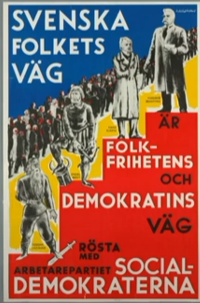 SVENSKA
FOLKETS
VÄG
ÄR
FOLK-
FRIHETENS
OCH
DEMOKRATINS
VÄG
RÖSTA
MED
ARBETAREPARTIET SOCIAL-
DEMOKRATERNA